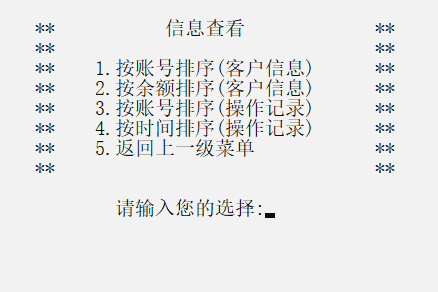 ** 信息查看 **
** **
** 1.按账号排序(客户信息) **
** 2.按余额排序(客户信息) **
** 3.按账号排序(操作记录) **
** 4.按时间排序(操作记录) **
** 5.返回上一级菜单 **
** **
请输入您的选择: